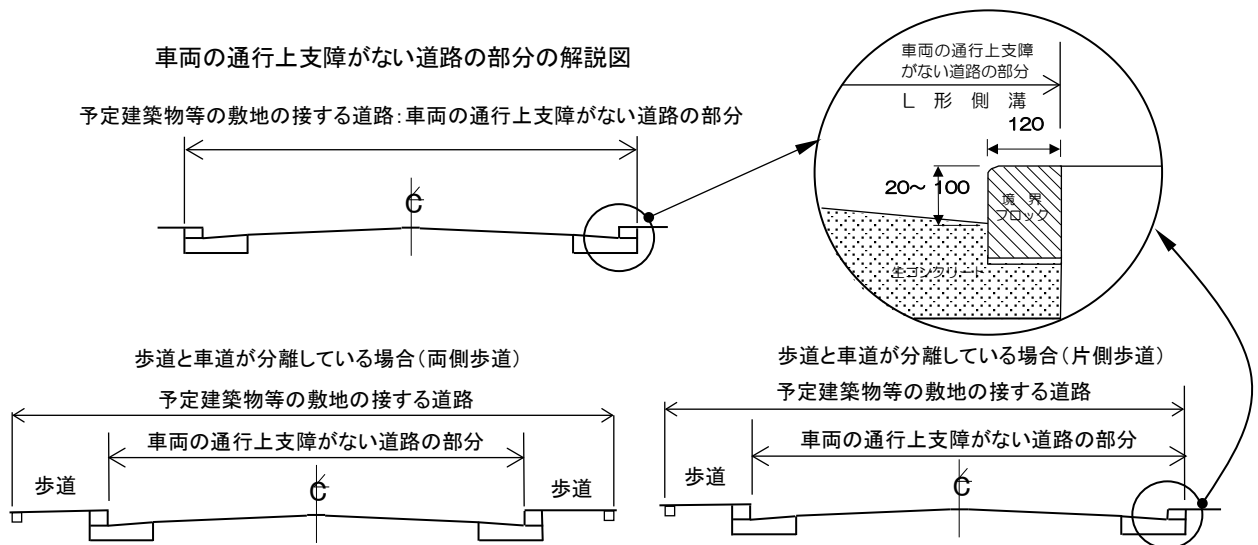 車両の通行上支障がない道路の部分の解説図
予定建築物等の敷地の接する道路:車両の通行上支障がない道路の部分
℄
車両の通行上支障
がない道路の部分
L 形 側 溝
120
20~ 100
境 界
ブロック
生コンクリート
歩道と車道が分離している場合(両側歩道)
予定建築物等の敷地の接する道路
車両の通行上支障がない道路の部分
歩道
℄
歩道
歩道と車道が分離している場合(片側歩道)
予定建築物等の敷地の接する道路
車両の通行上支障がない道路の部分
歩道
℄